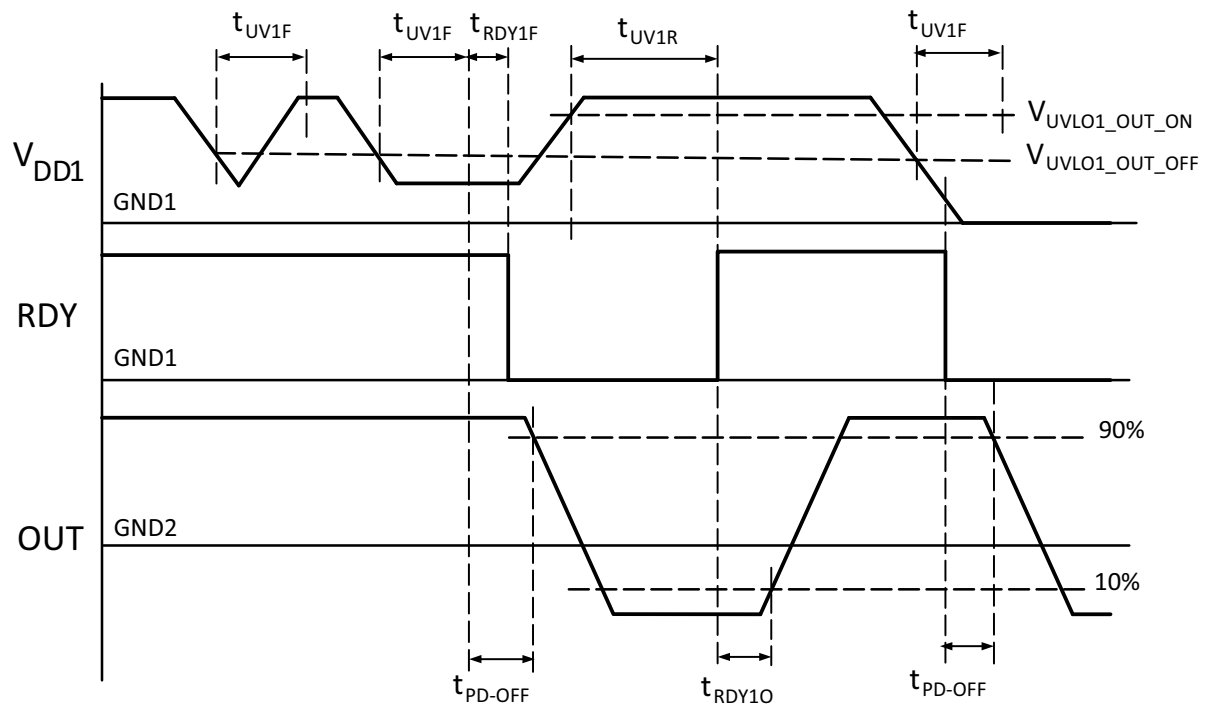 tUV1F
tUV1F
tRDY1F
tUV1R
tUV1F
VDD1
VUVLO1_OUT_ON
VUVLO1_OUT_OFF
GND1
RDY
GND1
90%
OUT
GND2
10%
tPD-OFF
tRDY1O
tPD-OFF